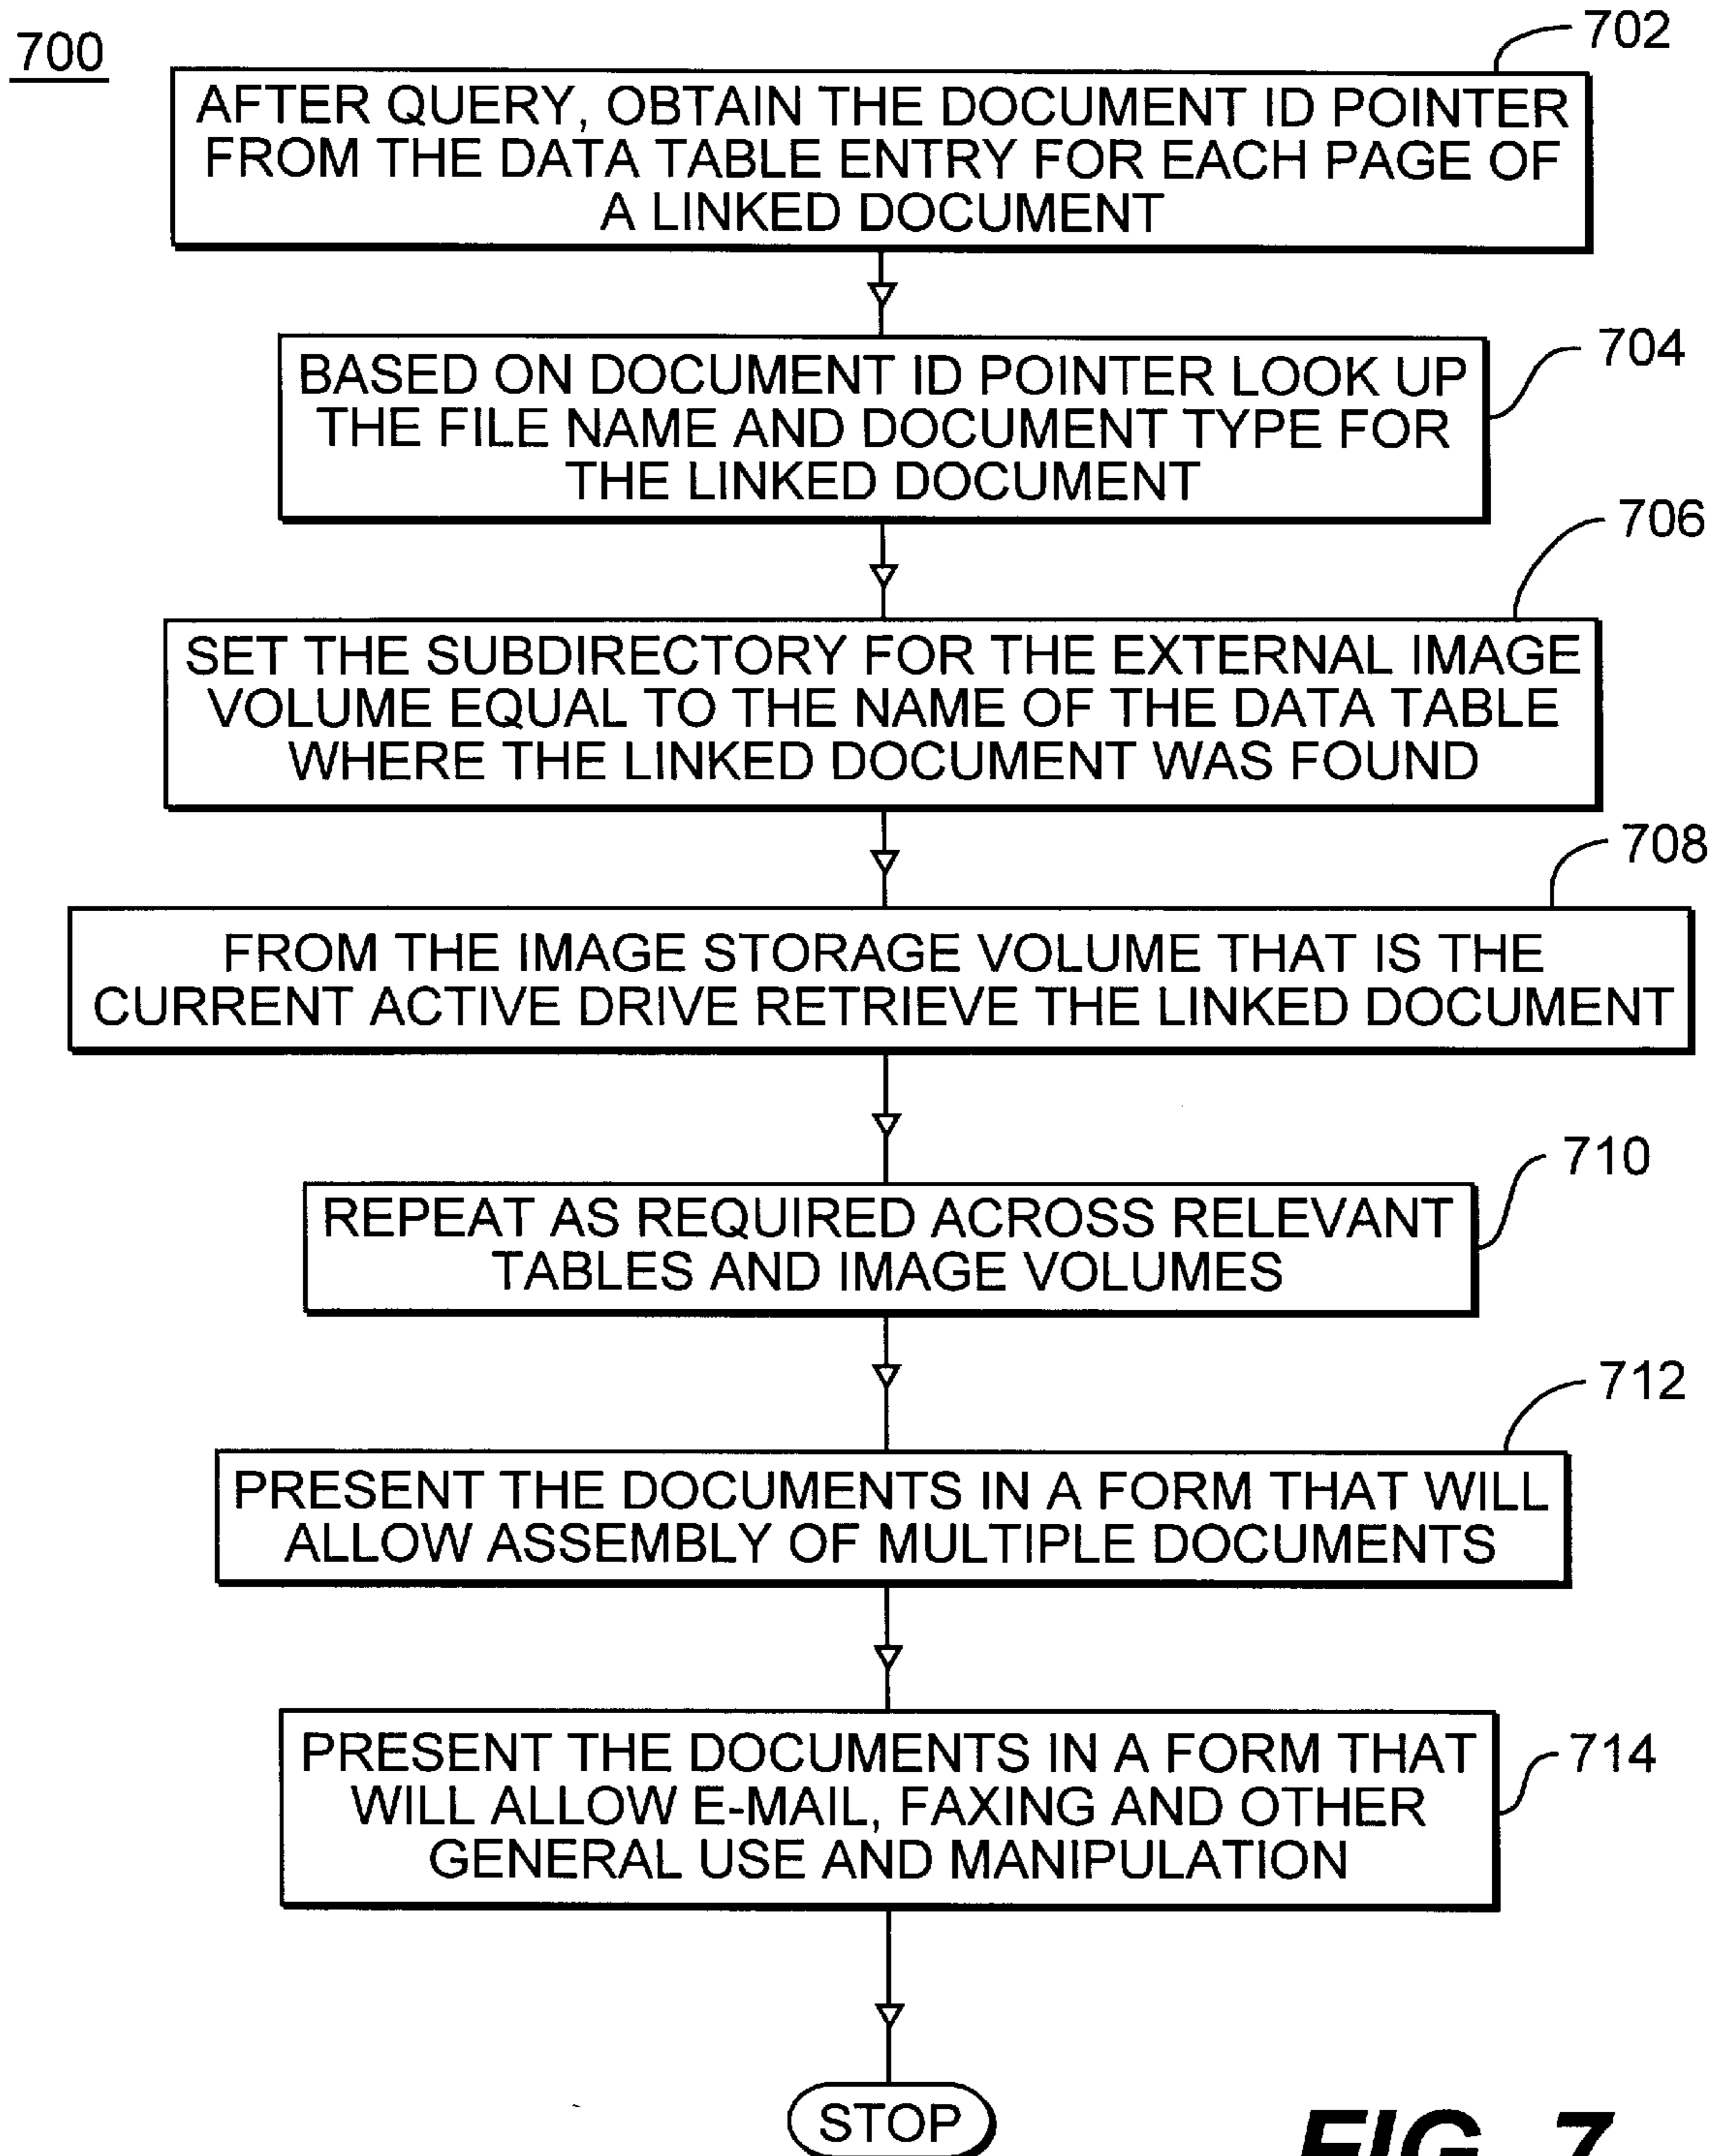 700
702
AFTER QUERY, OBTAIN THE DOCUMENT ID POINTER
FROM THE DATA TABLE ENTRY FOR EACH PAGE OF
A LINKED DOCUMENT
704
BASED ON DOCUMENT ID POINTER LOOK UP
THE FILE NAME AND DOCUMENT TYPE FOR
THE LINKED DOCUMENT
706
SET THE SUBDIRECTORY FOR THE EXTERNAL IMAGE
VOLUME EQUAL TO THE NAME OF THE DATA TABLE
WHERE THE LINKED DOCUMENT WAS FOUND
708
FROM THE IMAGE STORAGE VOLUME THAT IS THE
CURRENT ACTIVE DRIVE RETRIEVE THE LINKED DOCUMENT
710
REPEAT AS REQUIRED ACROSS RELEVANT
TABLES AND IMAGE VOLUMES
712
PRESENT THE DOCUMENTS IN A FORM THAT WILL
ALLOW ASSEMBLY OF MULTIPLE DOCUMENTS
714
PRESENT THE DOCUMENTS IN A FORM THAT
WILL ALLOW E-MAIL, FAXING AND OTHER
GENERAL USE AND MANIPULATION
STOP
FIG. 7